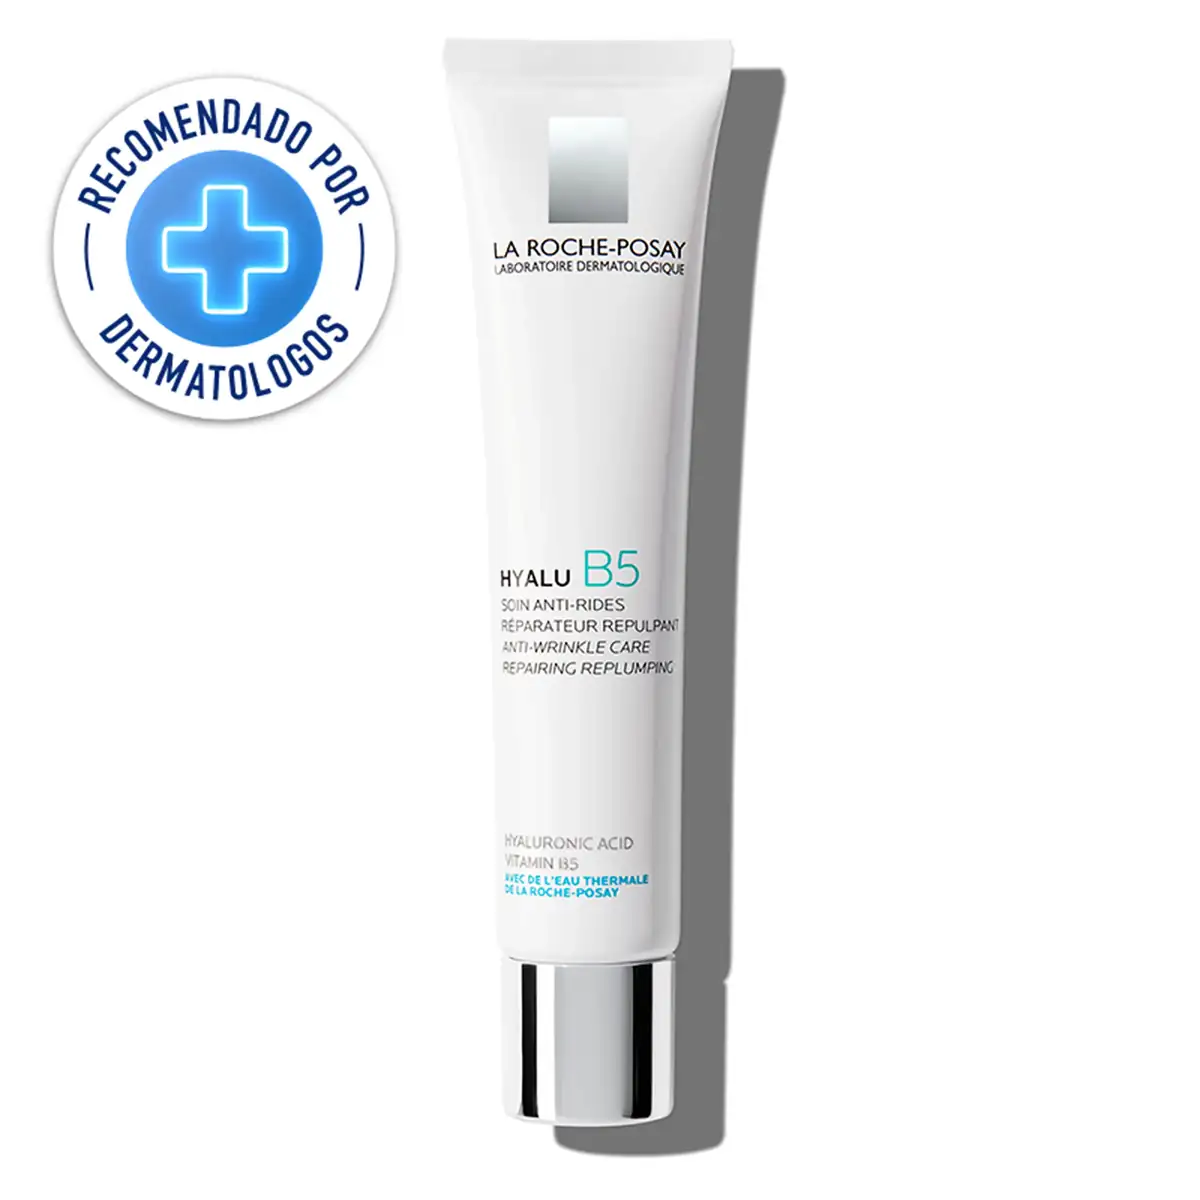 RECOMENDADO POR
DERMATOLOGOS
LA ROCHE-POSAY
LABORATOIRE DERMATOLOGIQUE
HYALU B5
SOIN ANTI-RIDES
RÉPARATEUR REPULPANT
ANTI-WRINKLE CARE
REPAIRING REPLUMPING
HYALURONIC ACID
VITAMIN B5
AVEC DE L'EAU THERMALE
DE LA ROCHE-POSAY